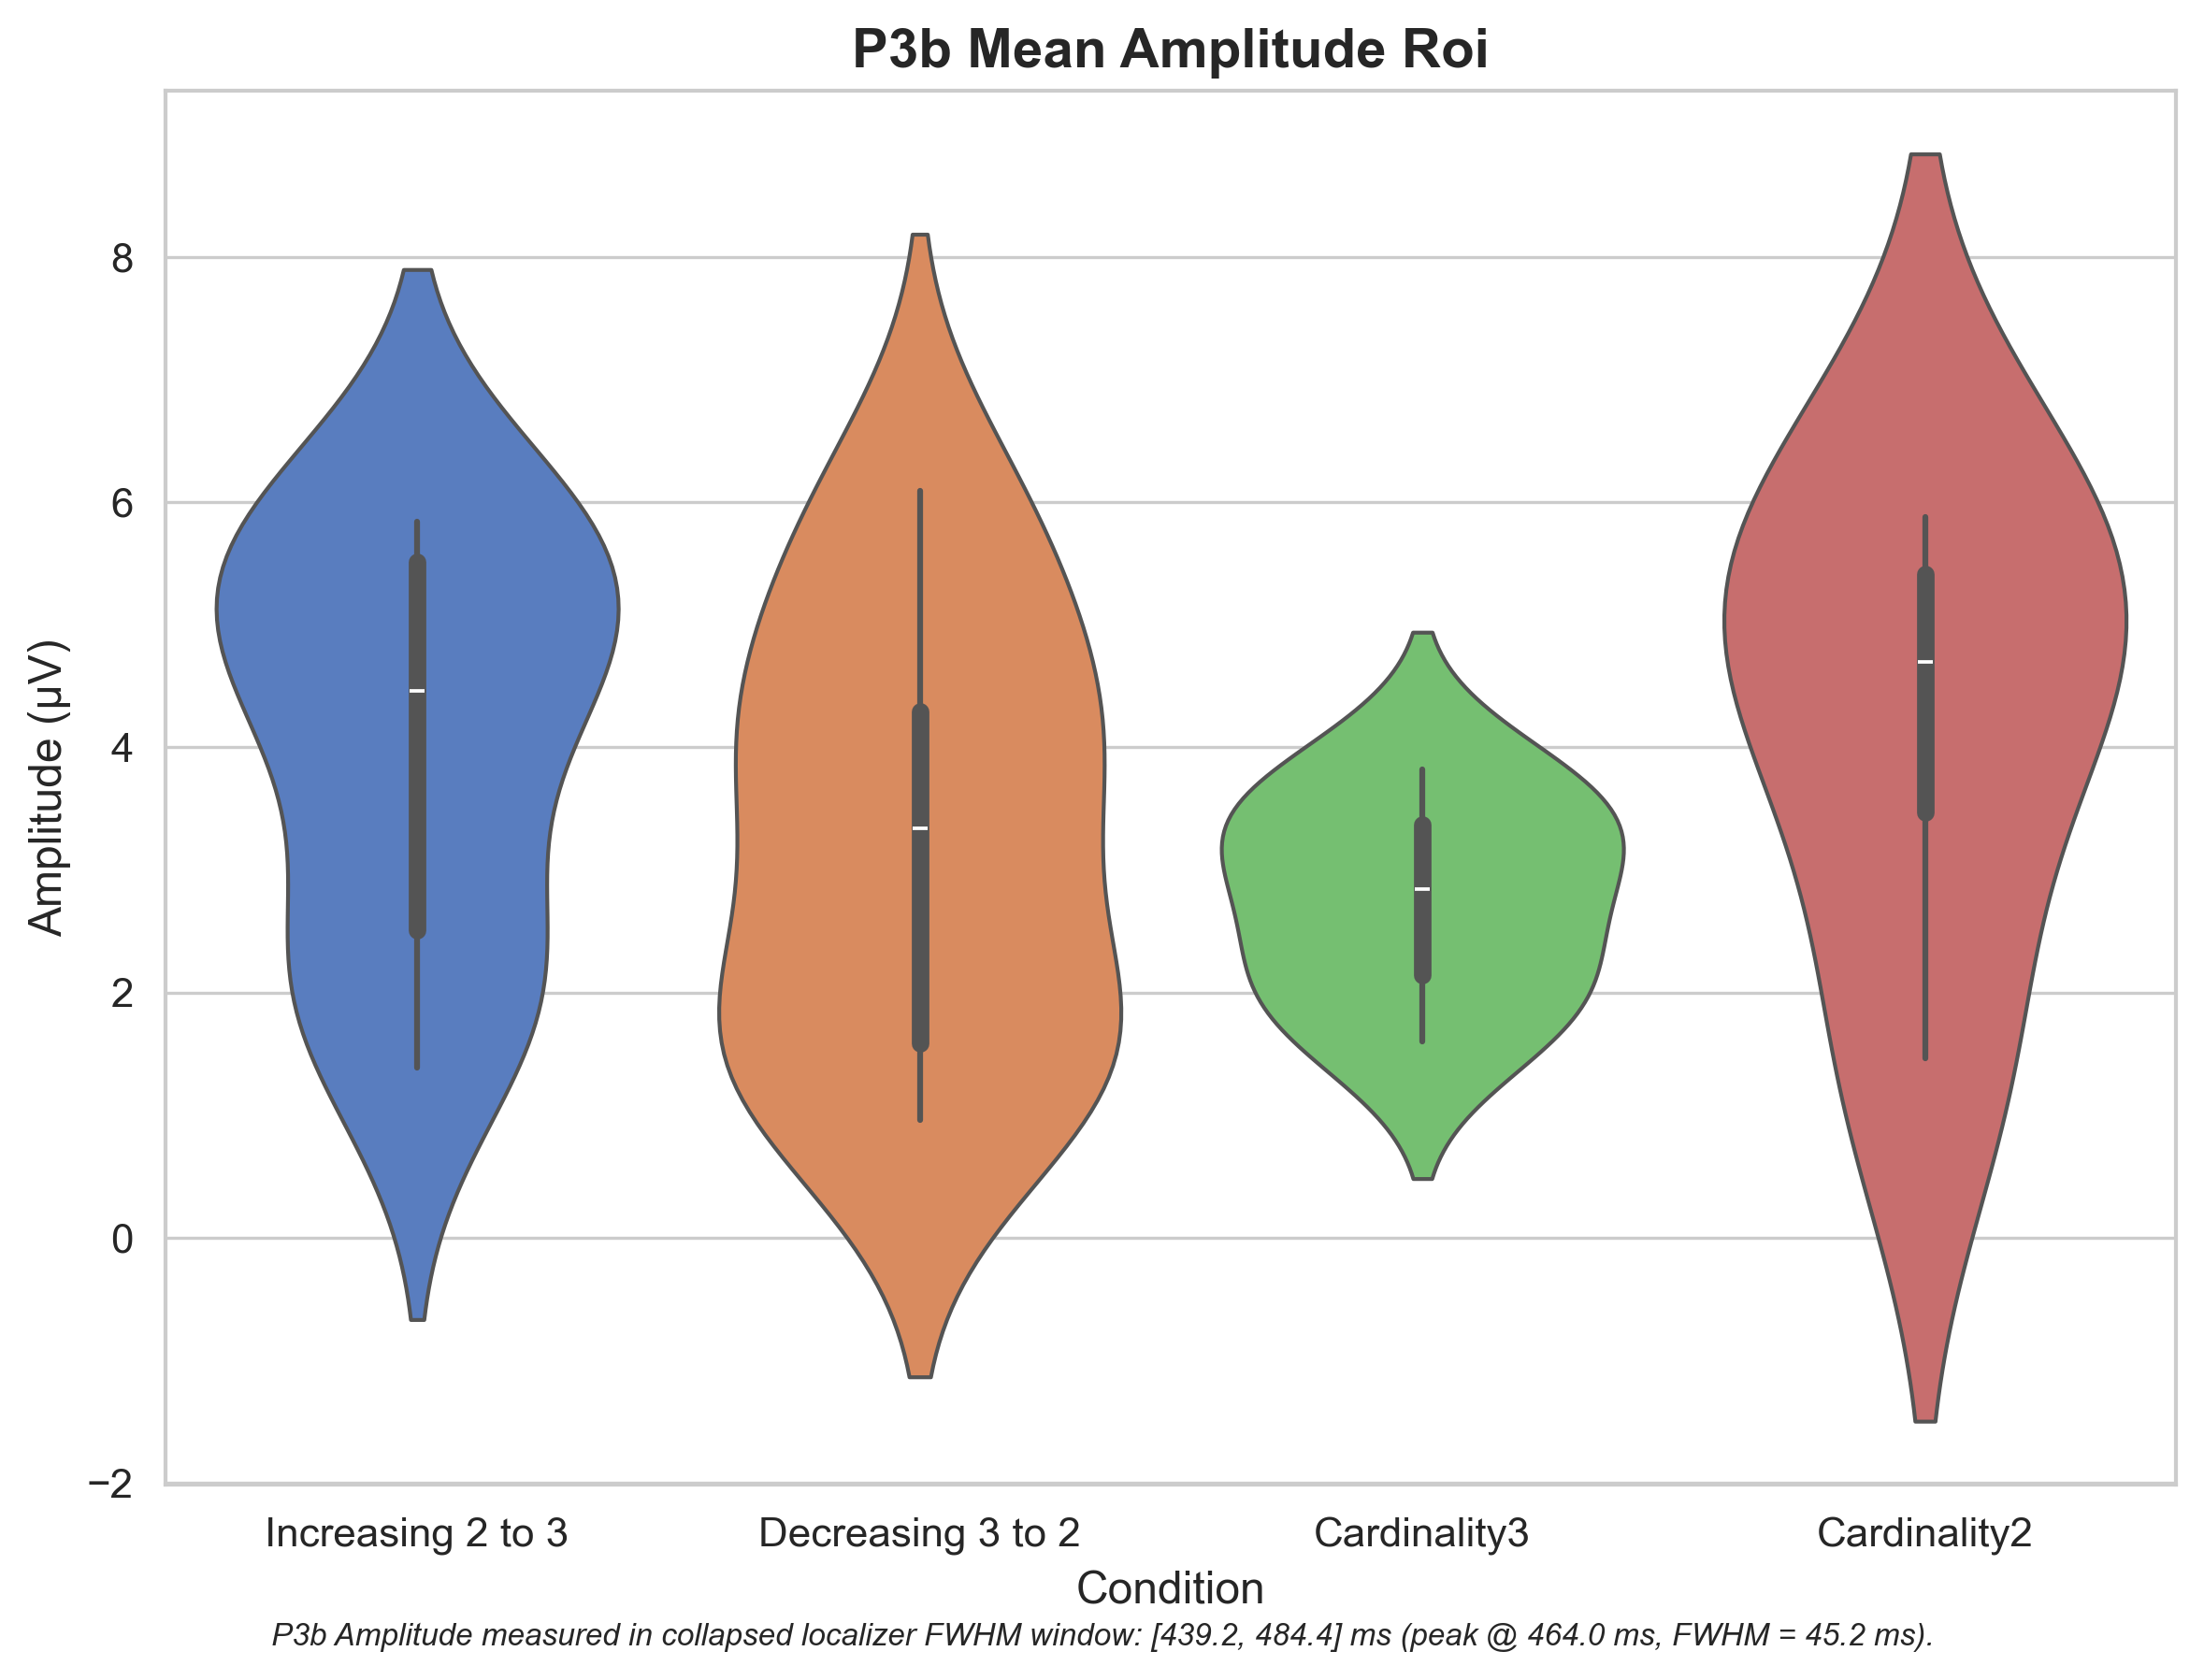 P3b Mean Amplitude Roi
Amplitude (µV)
8
6
4
2
0
−2
Increasing 2 to 3
Decreasing 3 to 2
Cardinality3
Cardinality2
Condition
P3b Amplitude measured in collapsed localizer FWHM window: [439.2, 484.4] ms (peak @ 464.0 ms, FWHM = 45.2 ms).